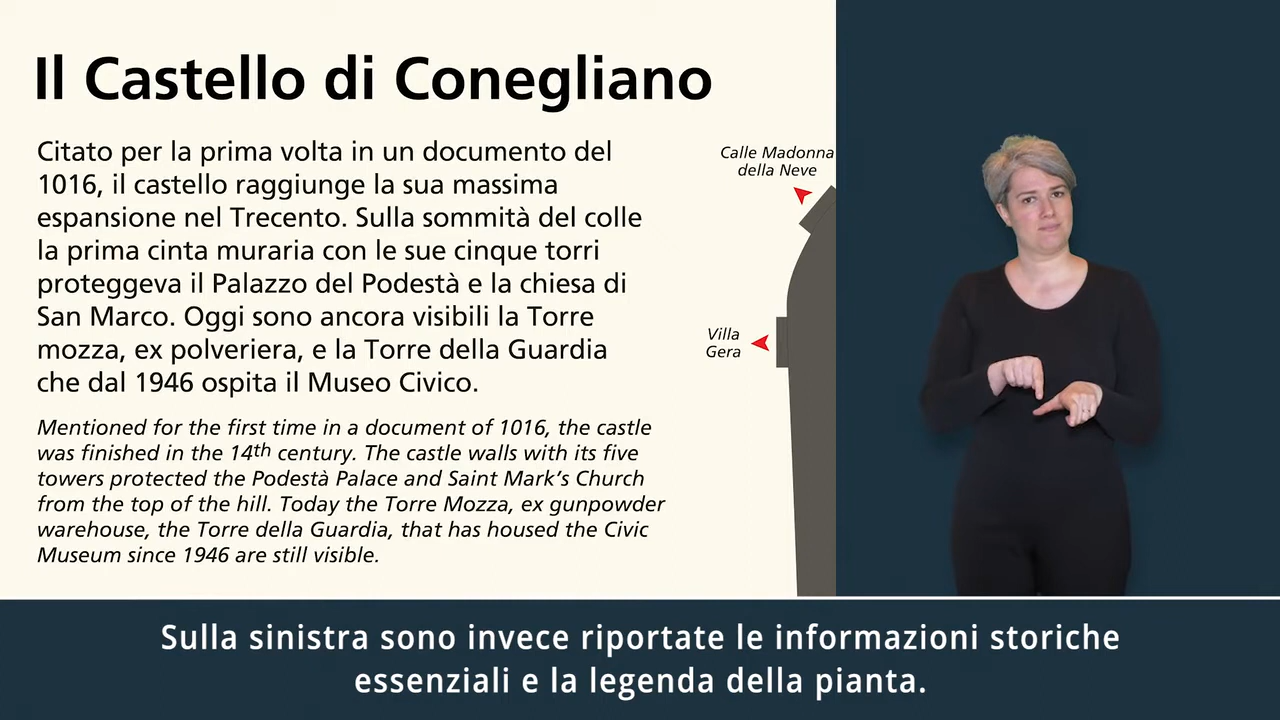 Il Castello di Conegliano
Citato per la prima volta in un documento del
1016, il castello raggiunge la sua massima
espansione nel Trecento. Sulla sommità del colle
la prima cinta muraria con le sue cinque torri
proteggeva il Palazzo del Podestà e la chiesa di
San Marco. Oggi sono ancora visibili la Torre
mozza, ex polveriera, e la Torre della Guardia
che dal 1946 ospita il Museo Civico.
Mentioned for the first time in a document of 1016, the castle
was finished in the 14th century. The castle walls with its five
towers protected the Podestà Palace and Saint Mark’s Church
from the top of the hill. Today the Torre Mozza, ex gunpowder
warehouse, the Torre della Guardia, that has housed the Civic
Museum since 1946 are still visible.
Calle Madonna
della Neve
Villa
Gera
Sulla sinistra sono invece riportate le informazioni storiche
essenziali e la legenda della pianta.